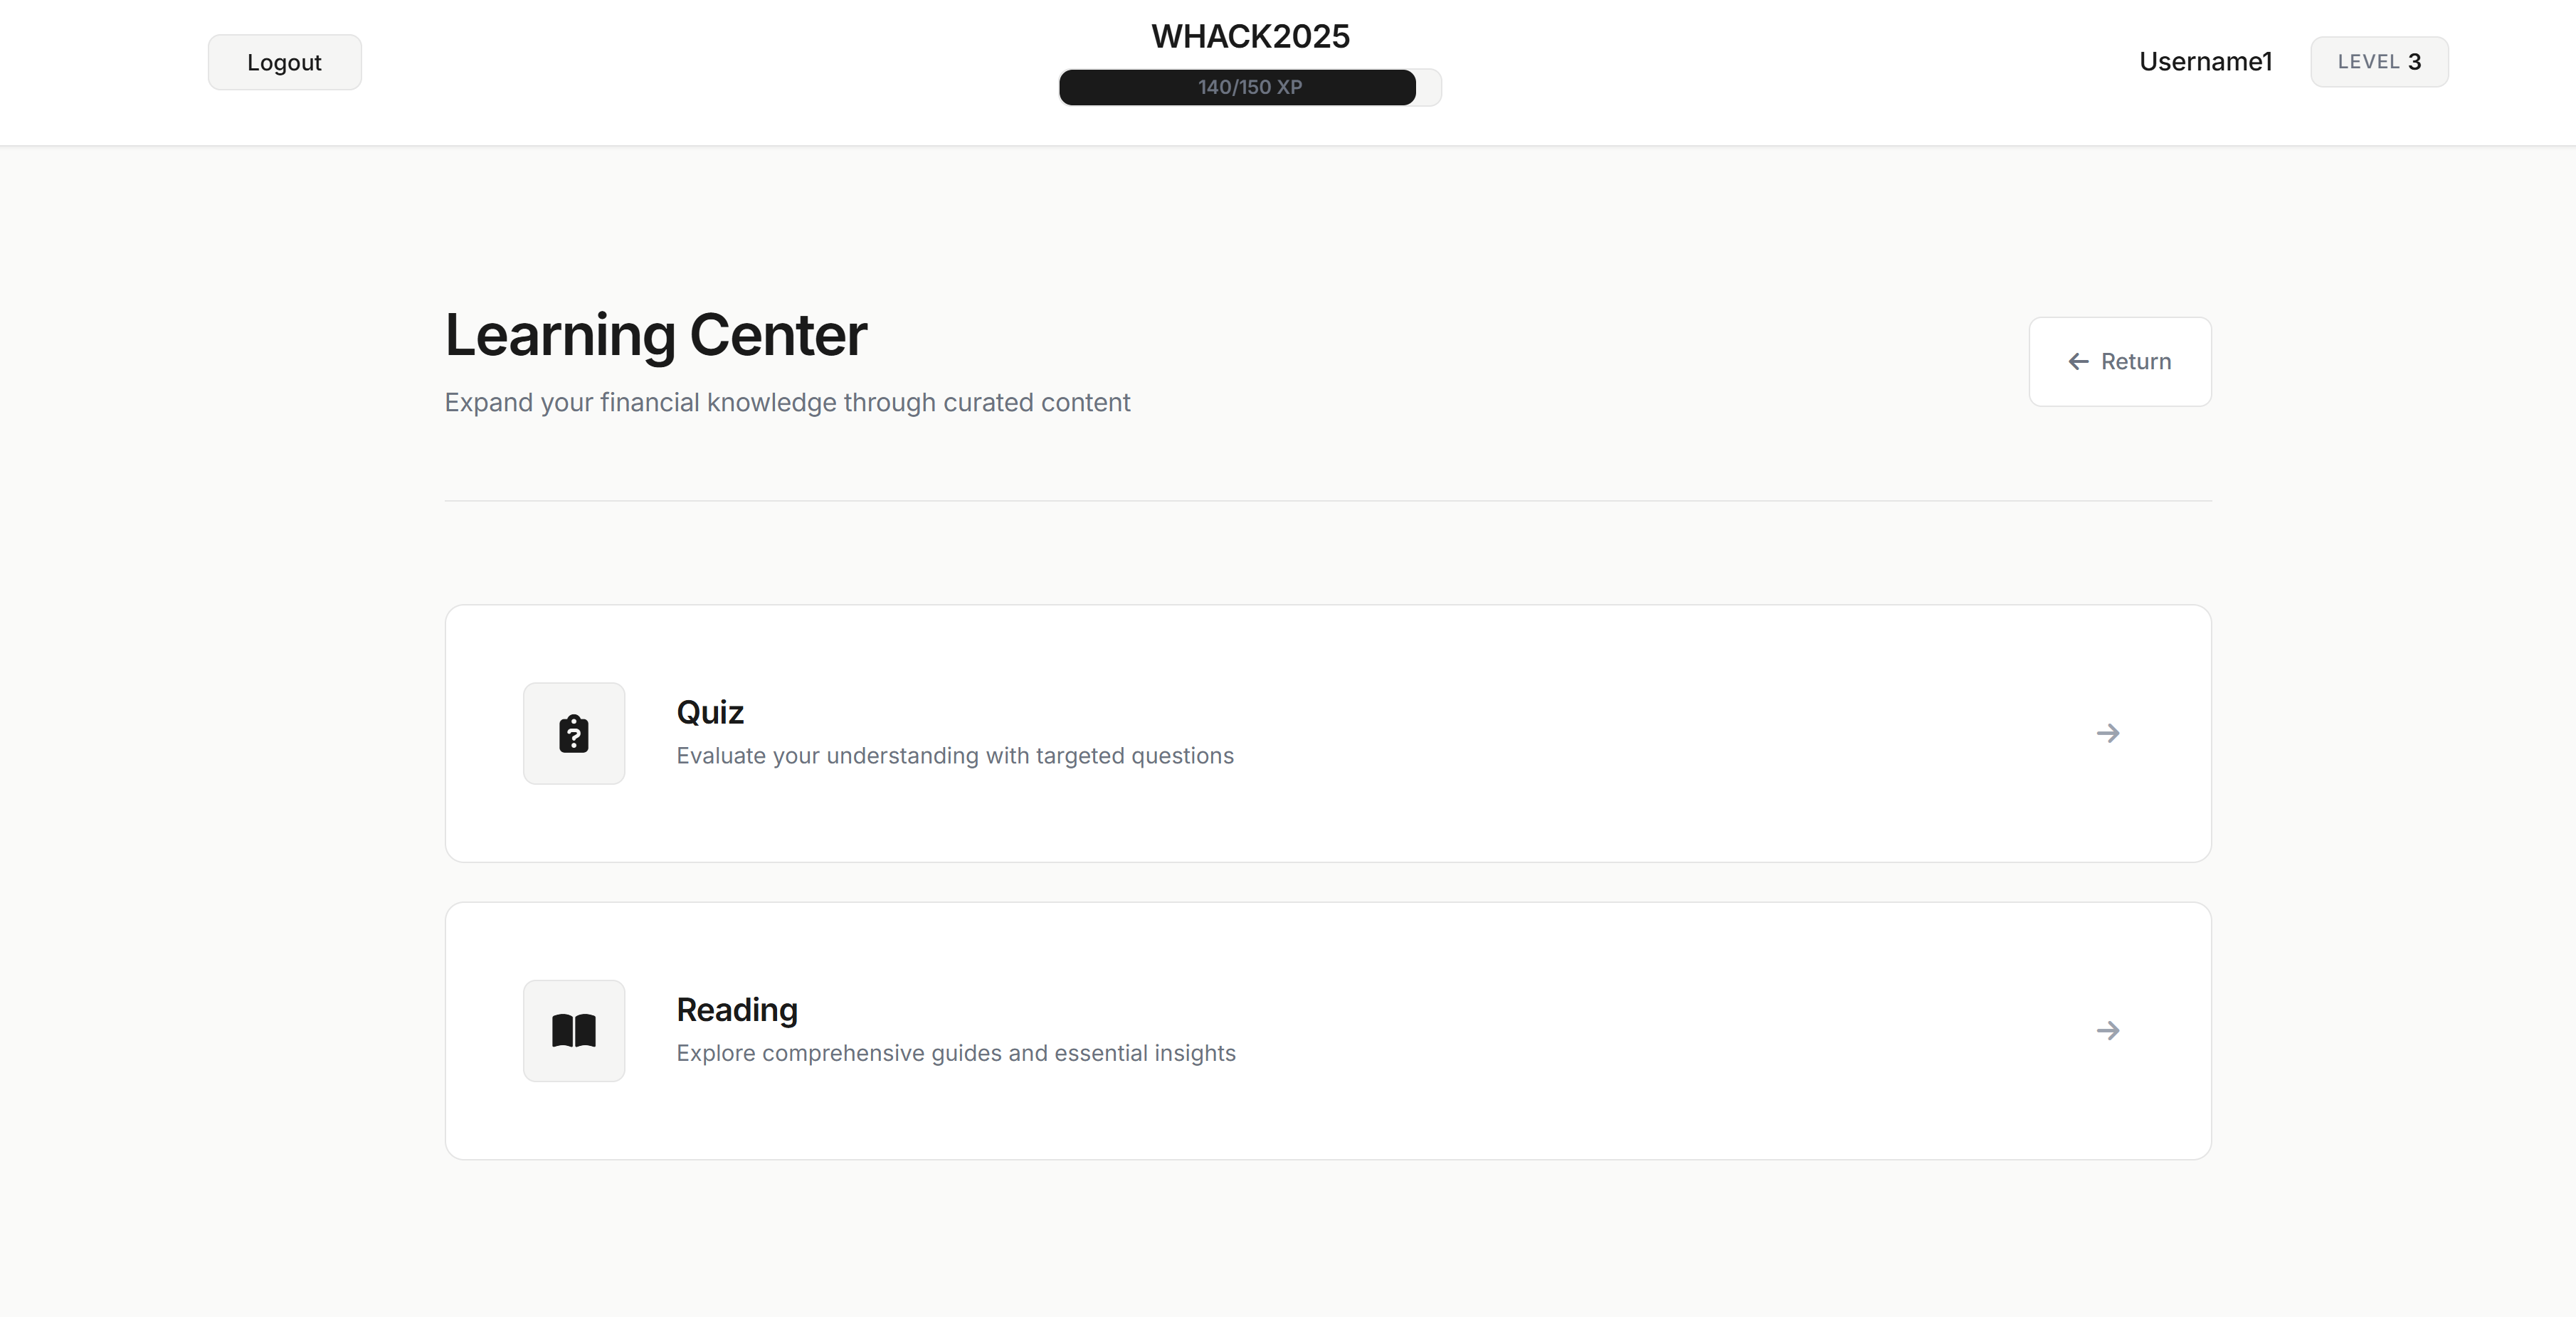 Logout
WHACK2025
140/150 XP
Username1
LEVEL 3
Learning Center
Expand your financial knowledge through curated content
Return
Quiz
Evaluate your understanding with targeted questions
Reading
Explore comprehensive guides and essential insights